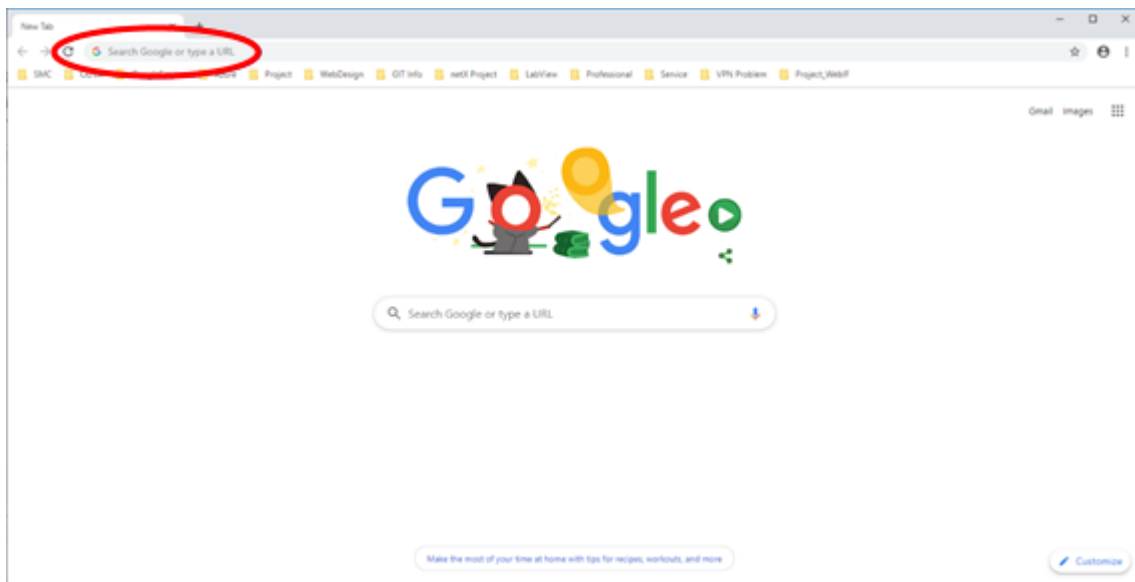 New Tab
Search Google or type a URL
SMC Project WebDesign GIT Info netX Project LabView Professional Service VPN Problem Project_WebIF
Gmail Images
Google
Search Google or type a URL
Make the most of your time at home with tips for recipes, workouts, and more
Customize